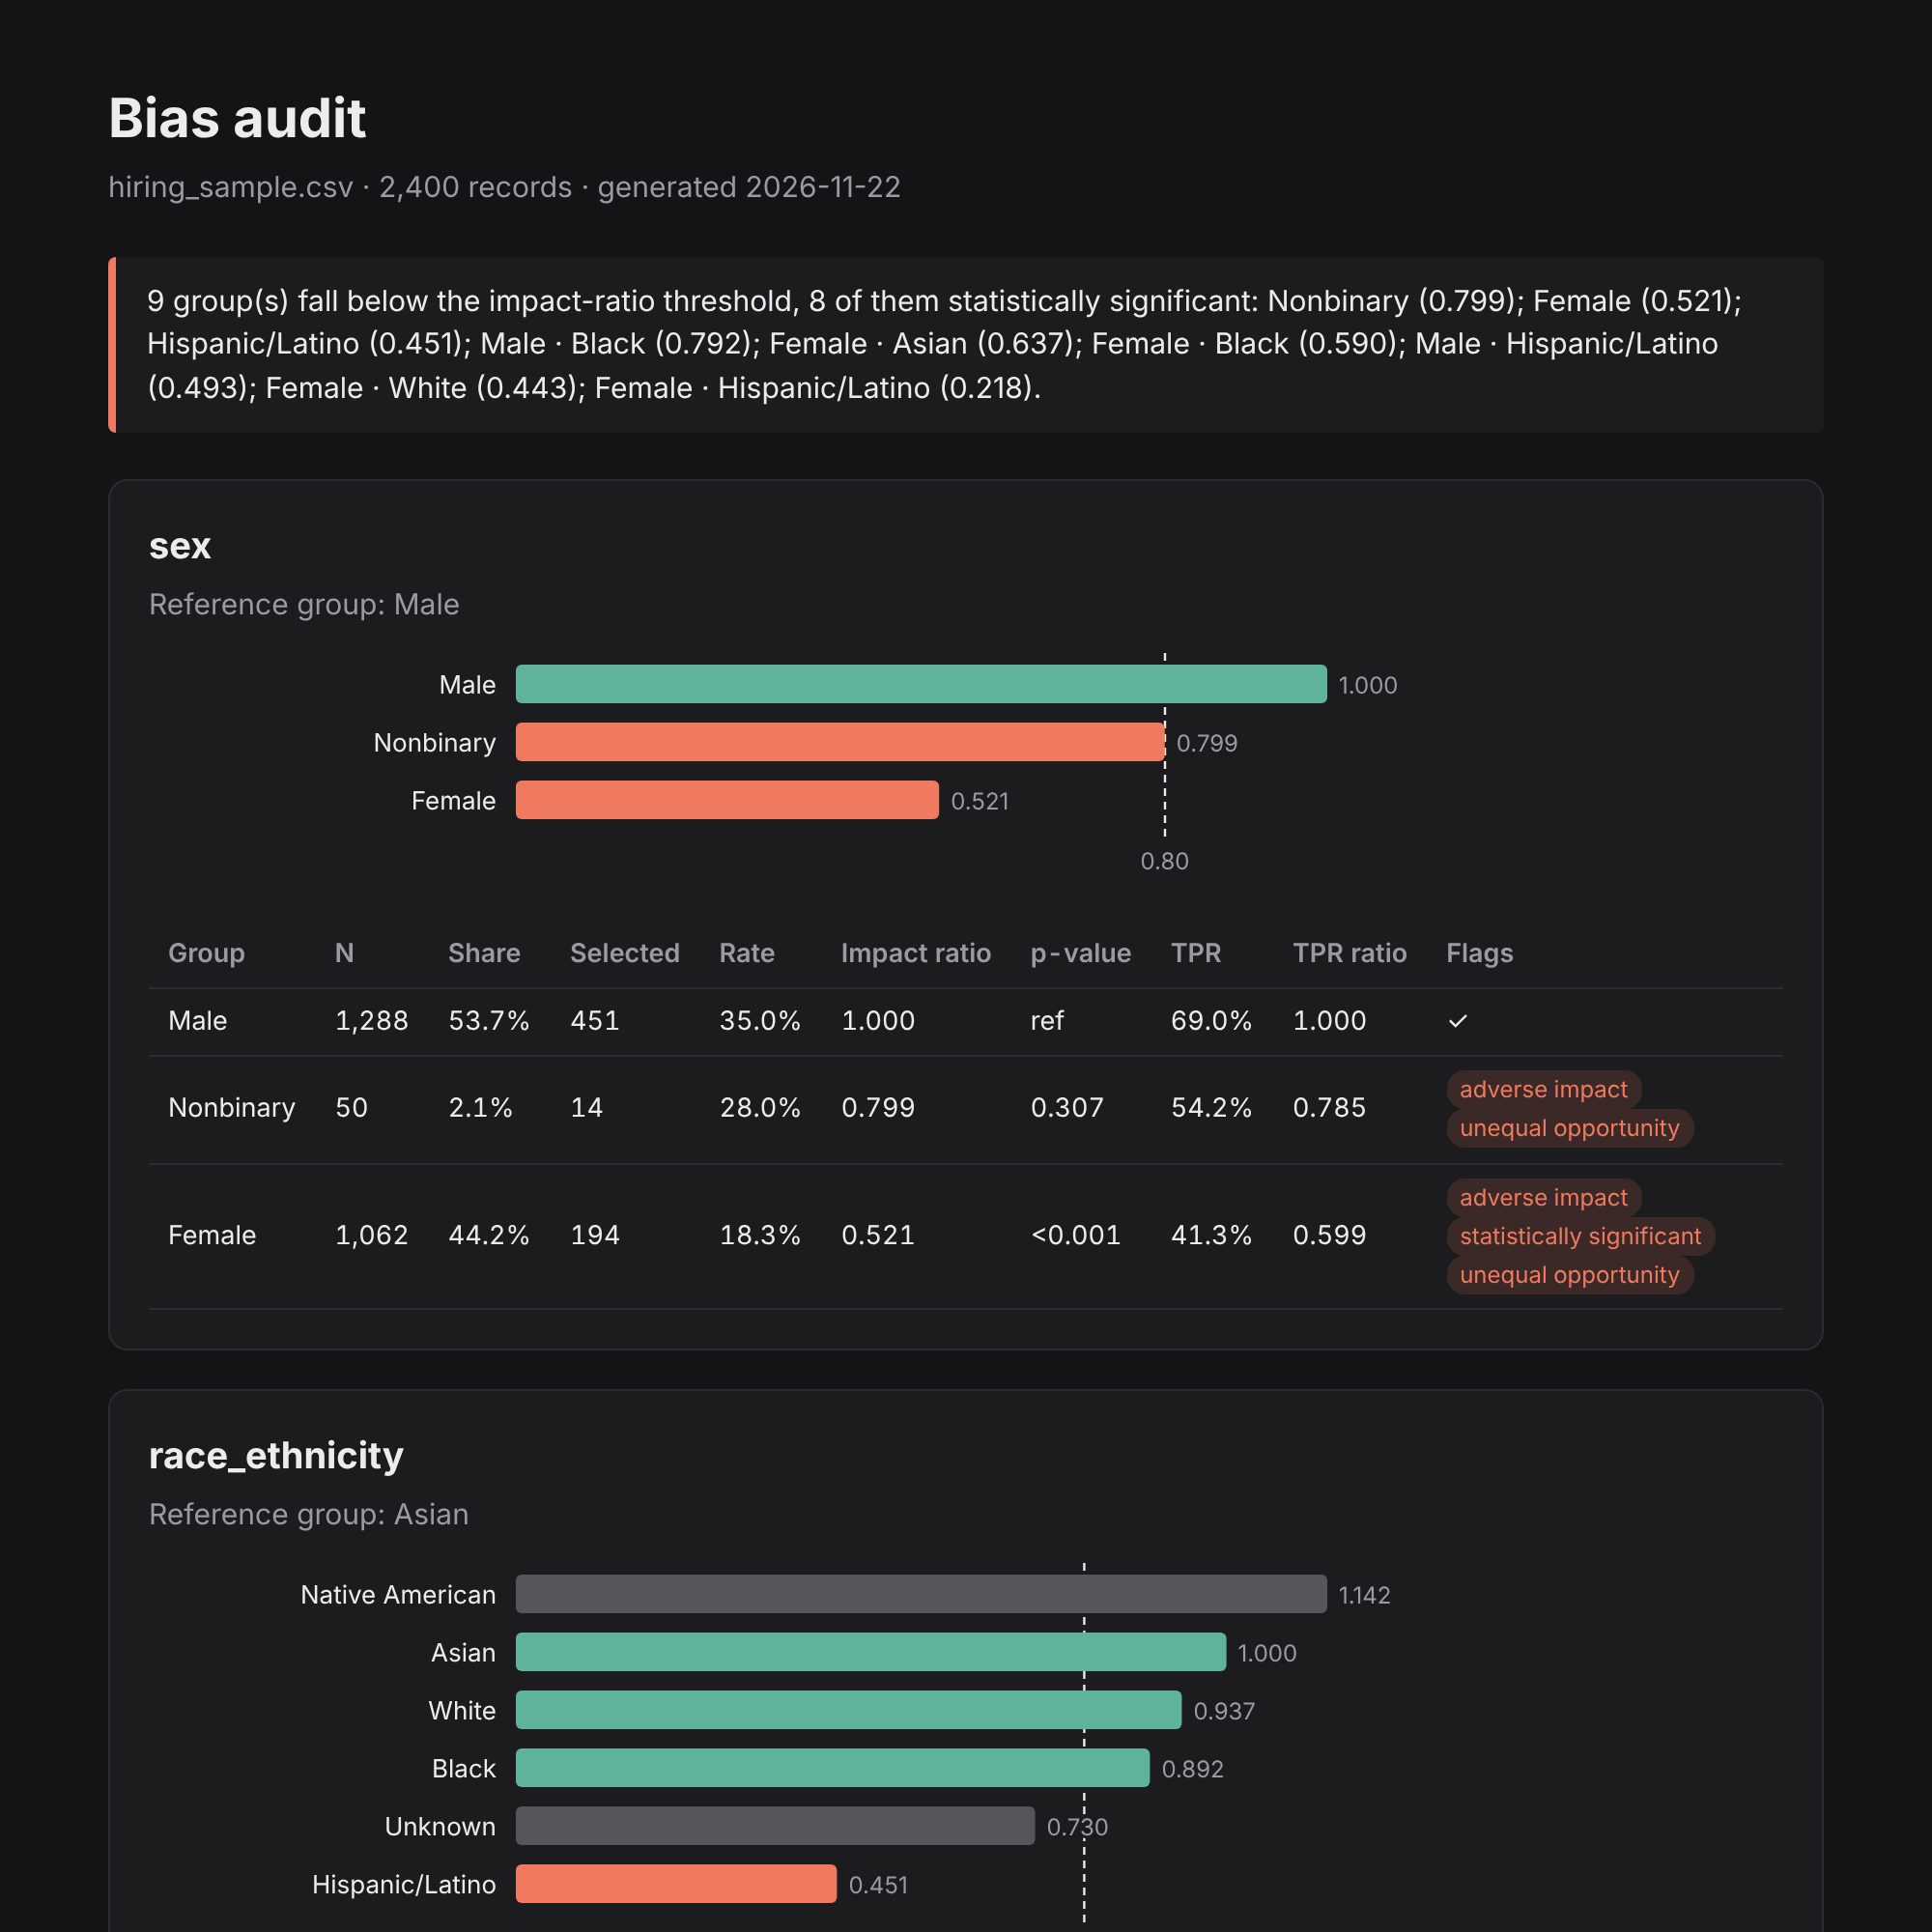 Bias audit
hiring_sample.csv · 2,400 records · generated 2026-11-22
9 group(s) fall below the impact-ratio threshold, 8 of them statistically significant: Nonbinary (0.799); Female (0.521);
Hispanic/Latino (0.451); Male · Black (0.792); Female · Asian (0.637); Female · Black (0.590); Male · Hispanic/Latino
(0.493); Female · White (0.443); Female · Hispanic/Latino (0.218).
sex
Reference group: Male
Male 1.000
Nonbinary 0.799
Female 0.521
0.80
Group N Share Selected Rate Impact ratio p-value TPR TPR ratio Flags
Male 1,288 53.7% 451 35.0% 1.000 ref 69.0% 1.000 ✓
Nonbinary 50 2.1% 14 28.0% 0.799 0.307 54.2% 0.785 adverse impact
unequal opportunity
Female 1,062 44.2% 194 18.3% 0.521 <0.001 41.3% 0.599 adverse impact
statistically significant
unequal opportunity
race_ethnicity
Reference group: Asian
Native American 1.142
Asian 1.000
White 0.937
Black 0.892
Unknown 0.730
Hispanic/Latino 0.451